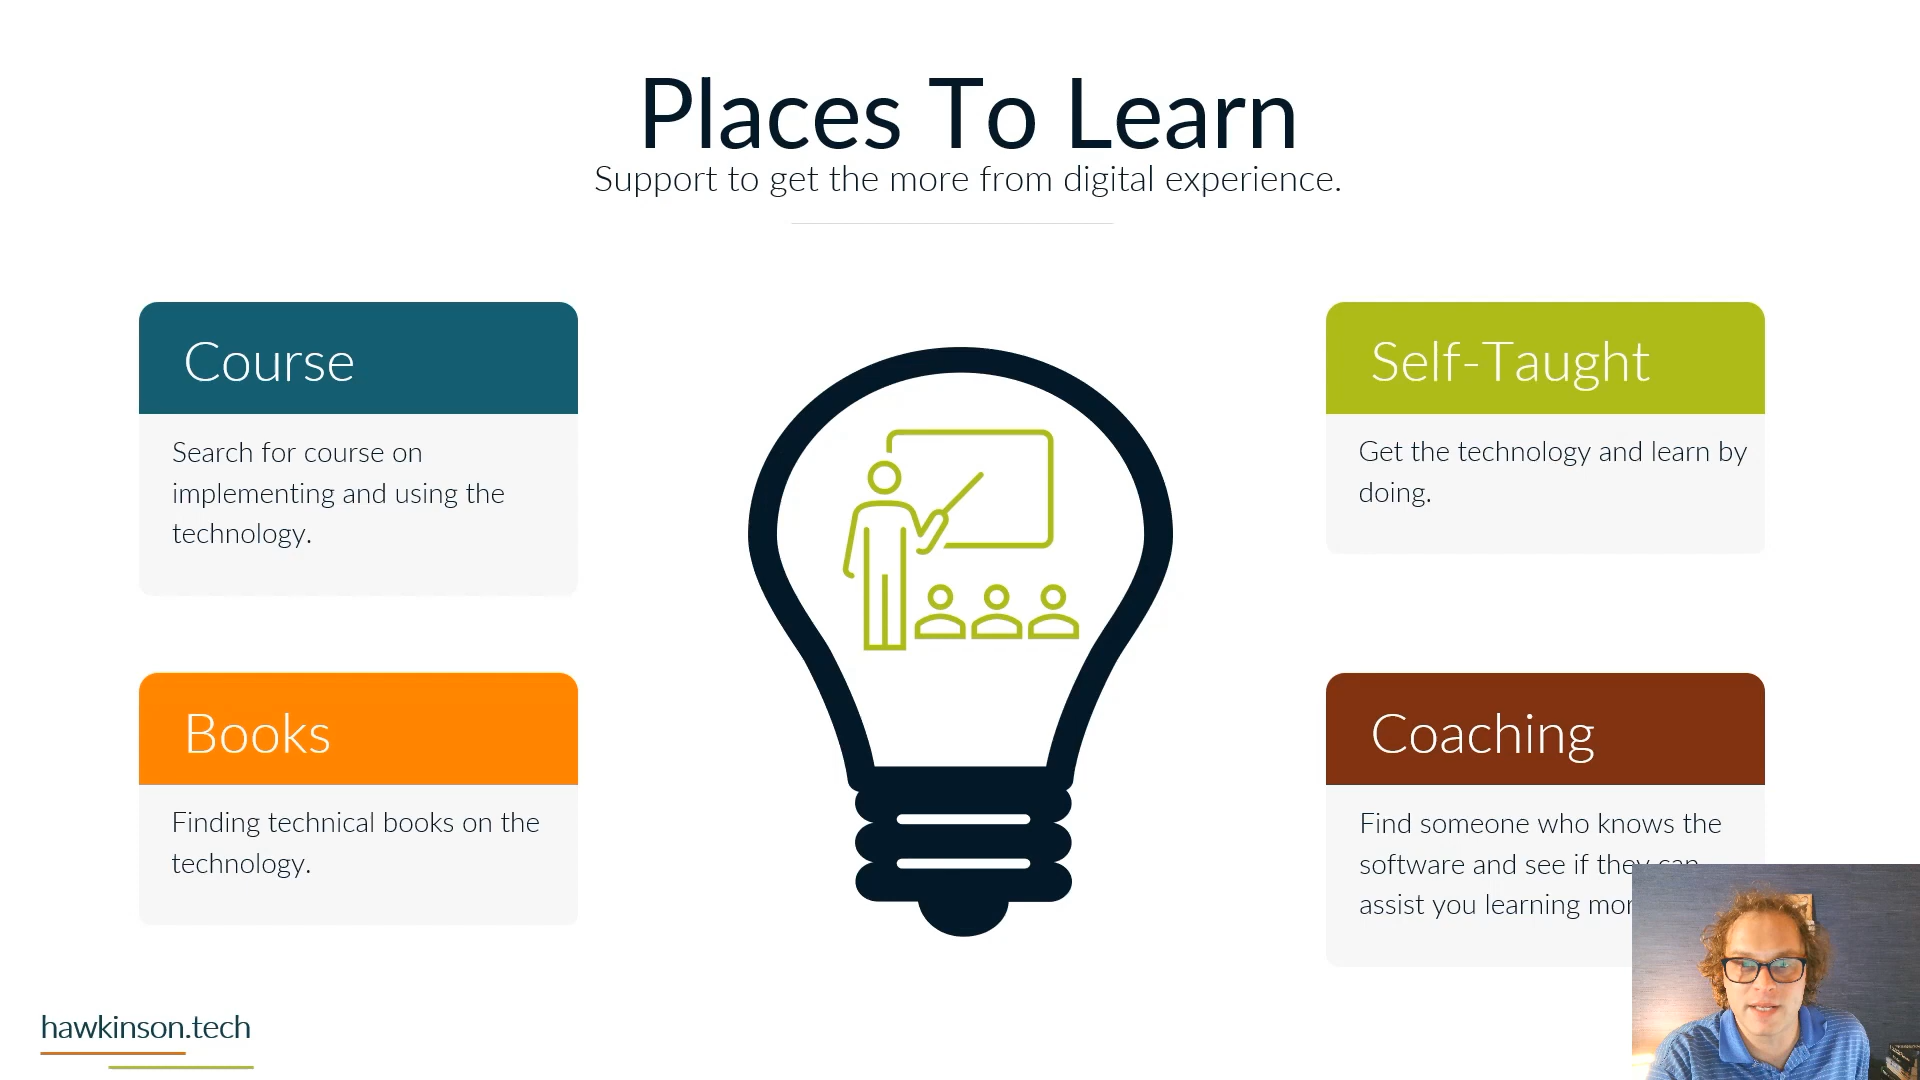 Places To Learn
Support to get the more from digital experience.
Course
Search for course on
implementing and using the
technology.
Self-Taught
Get the technology and learn by
doing.
Books
Finding technical books on the
technology.
Coaching
Find someone who knows the
software and see if they can
assist you learning
hawkinson.tech